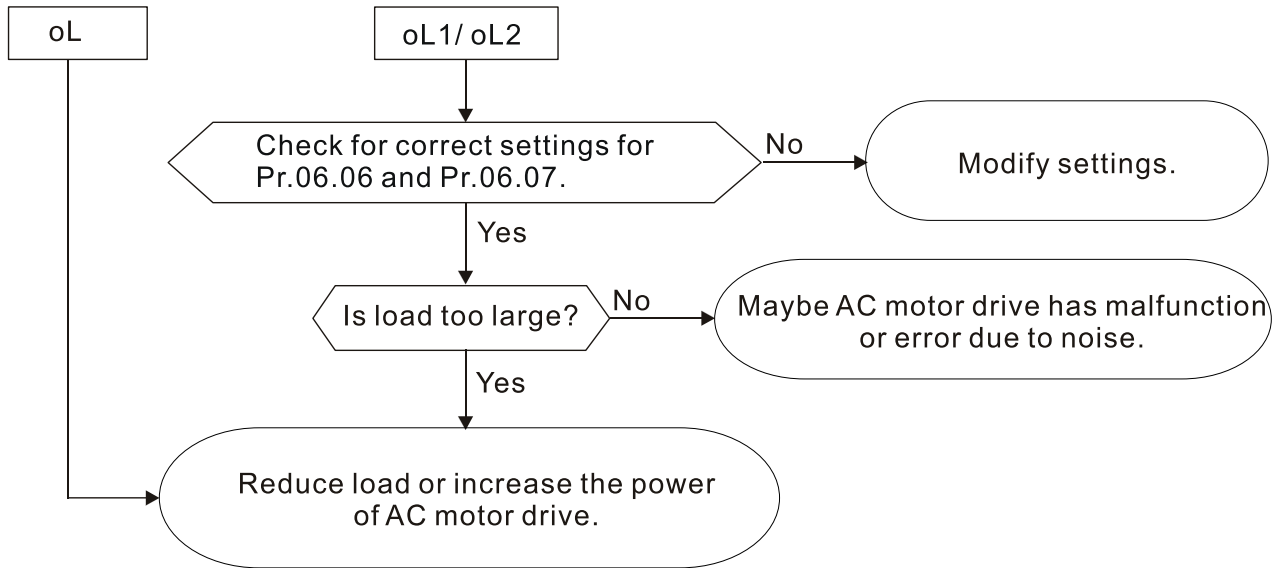 oL
oL1/ oL2
Check for correct settings for
Pr.06.06 and Pr.06.07.
No
Modify settings.
Yes
Is load too large?
No
Maybe AC motor drive has malfunction
or error due to noise.
Yes
Reduce load or increase the power
of AC motor drive.